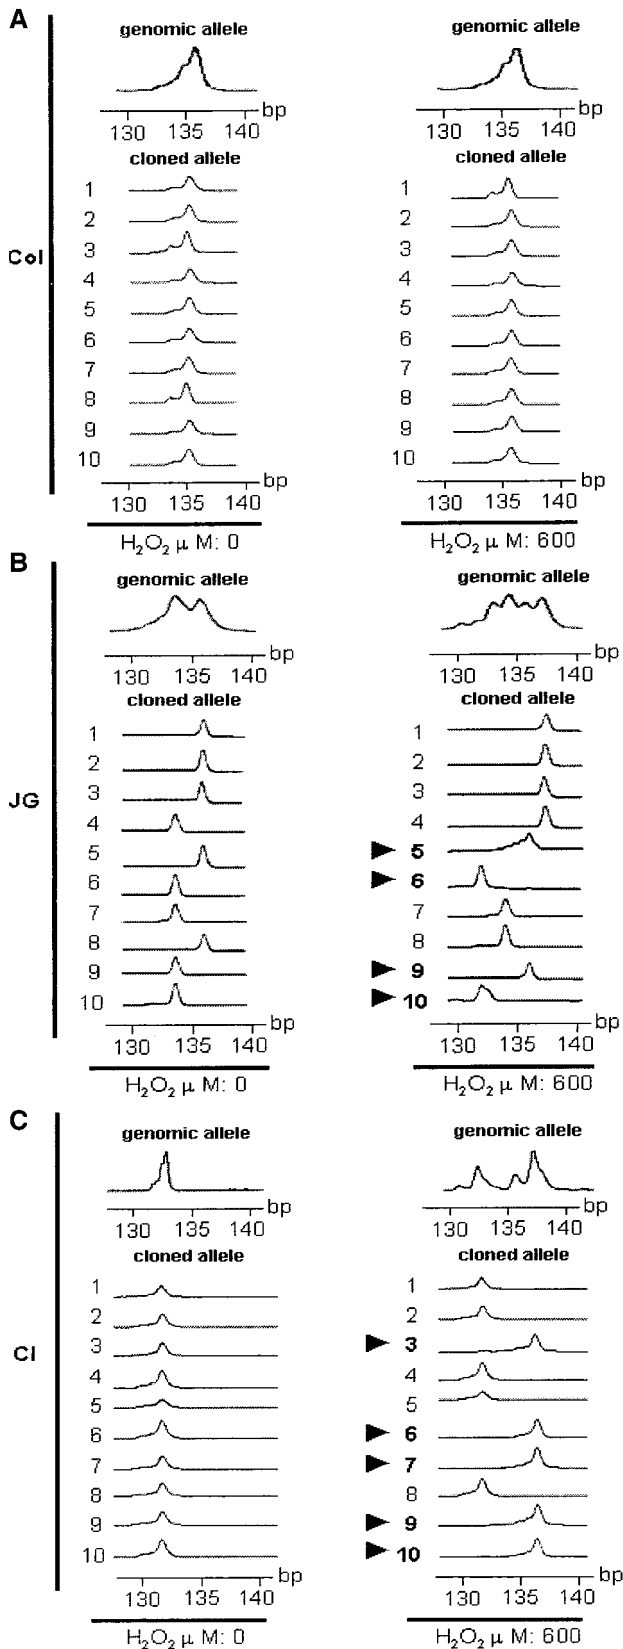 A
genomic allele genomic allele
bp bp
130 135 140 130 135 140
cloned allele cloned allele
Col
1 1
2 2
3 3
4 4
5 5
6 6
7 7
8 8
9 9
10 10
bp bp
130 135 140 130 135 140
H₂O₂ μ M: 0 H₂O₂ μ M: 600
B
genomic allele genomic allele
bp bp
130 135 140 130 135 140
cloned allele cloned allele
JG
1 1
2 2
3 3
4 4
5 5
6 6
7 7
8 8
9 9
10 10
bp bp
130 135 140 130 135 140
H₂O₂ μ M: 0 H₂O₂ μ M: 600
C
genomic allele genomic allele
bp bp
130 135 140 130 135 140
cloned allele cloned allele
CI
1 1
2 2
3 3
4 4
5 5
6 6
7 7
8 8
9 9
10 10
bp bp
130 135 140 130 135 140
H₂O₂ μ M: 0 H₂O₂ μ M: 600